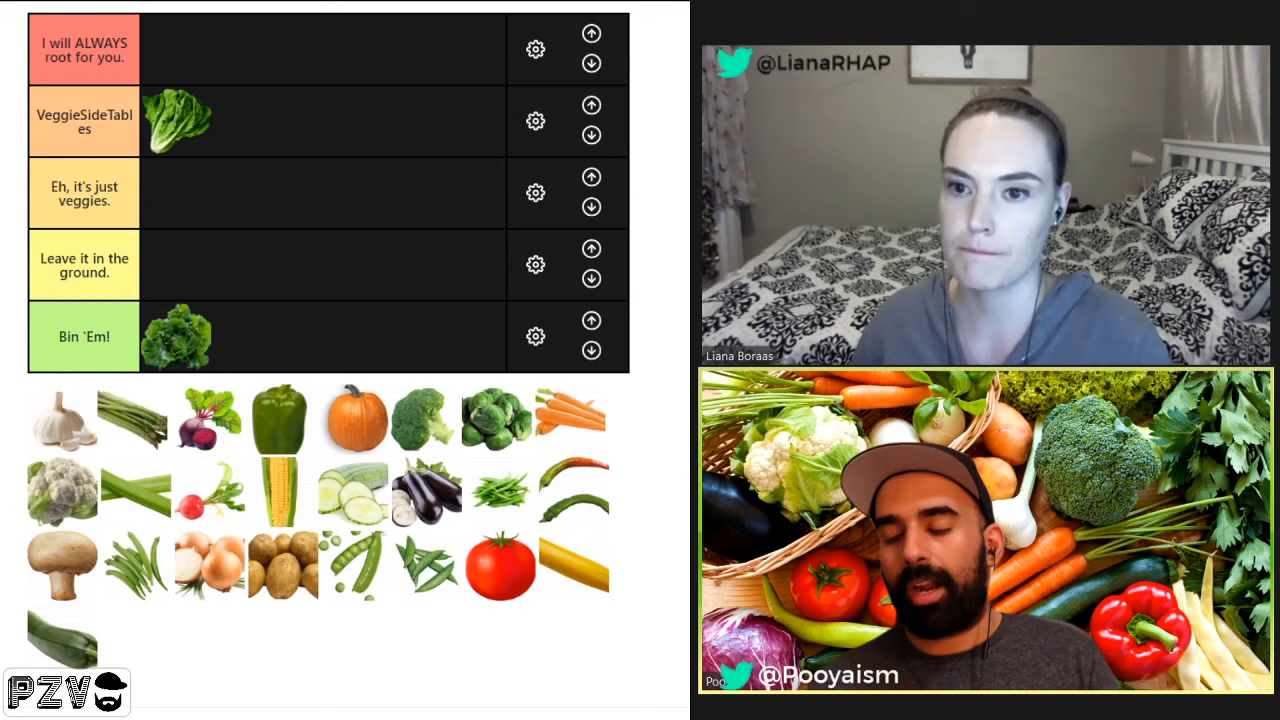 I will ALWAYS
root for you.
VeggieSideTabl
es
Eh, it's just
veggies.
Leave it in the
ground.
Bin 'Em!
PZV
@LianaRHAP
Liana Boraas
Poo
@Pooyaism